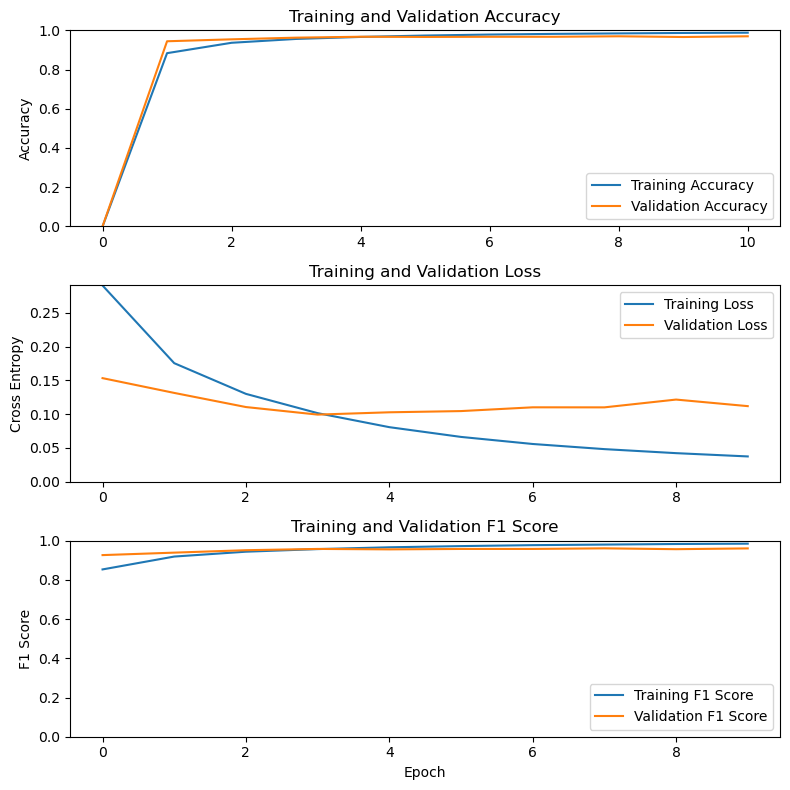 Training and Validation Accuracy
1.0
0.8
0.6
0.4
0.2
0.0
Accuracy
Training Accuracy
Validation Accuracy
0 2 4 6 8 10
Training and Validation Loss
0.25
0.20
0.15
0.10
0.05
0.00
Cross Entropy
Training Loss
Validation Loss
0 2 4 6 8
Training and Validation F1 Score
1.0
0.8
0.6
0.4
0.2
0.0
F1 Score
Training F1 Score
Validation F1 Score
0 2 4 6 8
Epoch